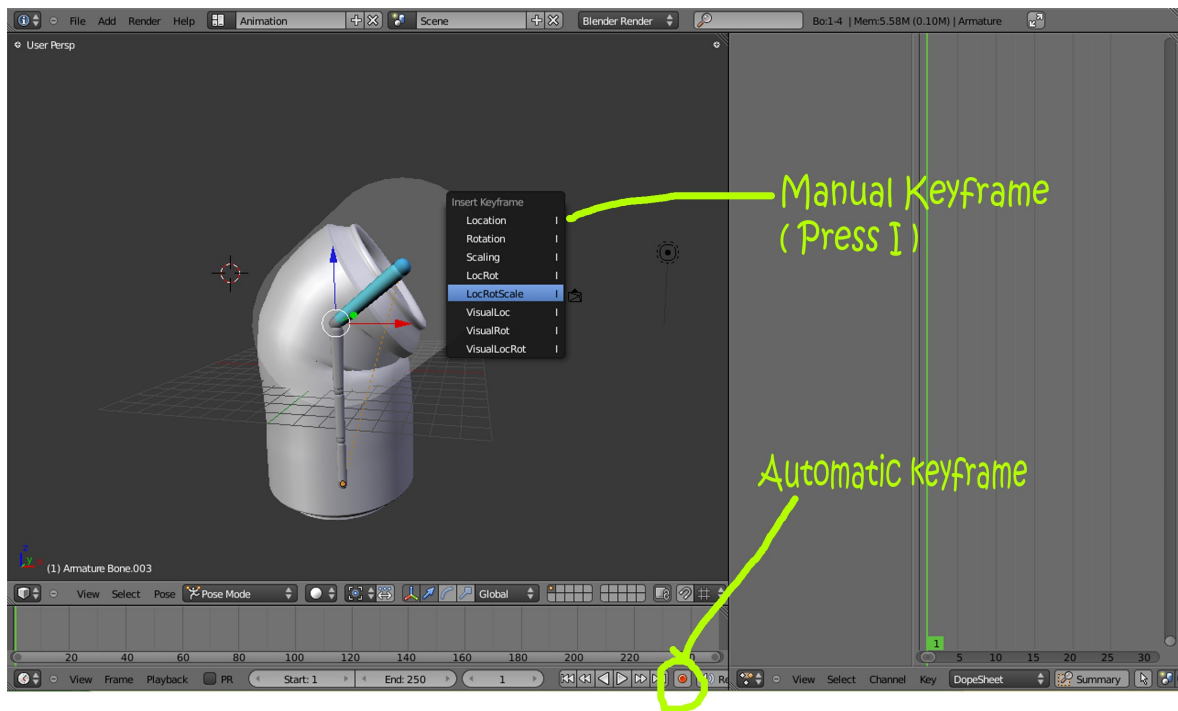 File Add Render Help Animation Scene Blender Render Bo:1-4 | Mem:5.58M (0.10M) | Armature
User Persp
Insert Keyframe
Location I
Rotation I
Scaling I
LocRot I
LocRotScale I
VisualLoc I
VisualRot I
VisualLocRot I
Manual Keyframe
( Press I )
Automatic keyframe
z
y
(1) Armature Bone.003
View Select Pose Pose Mode Global
1
20 40 60 80 100 120 140 160 180 200 220
5 10 15 20 25 30
View Frame Playback PR Start: 1 End: 250 1 Re
View Select Channel Key DopeSheet Summary